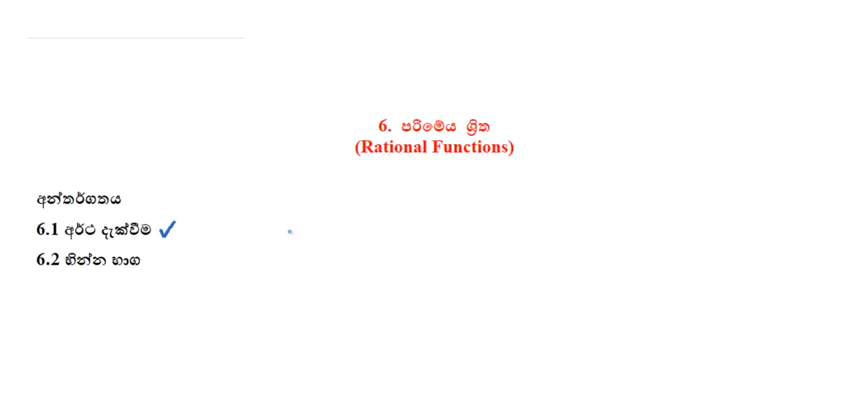 6. පරිමේය ශ්‍රිත
(Rational Functions)
අන්තර්ගතය
6.1 අර්ථ දැක්වීම ✓
6.2 භින්න භාග